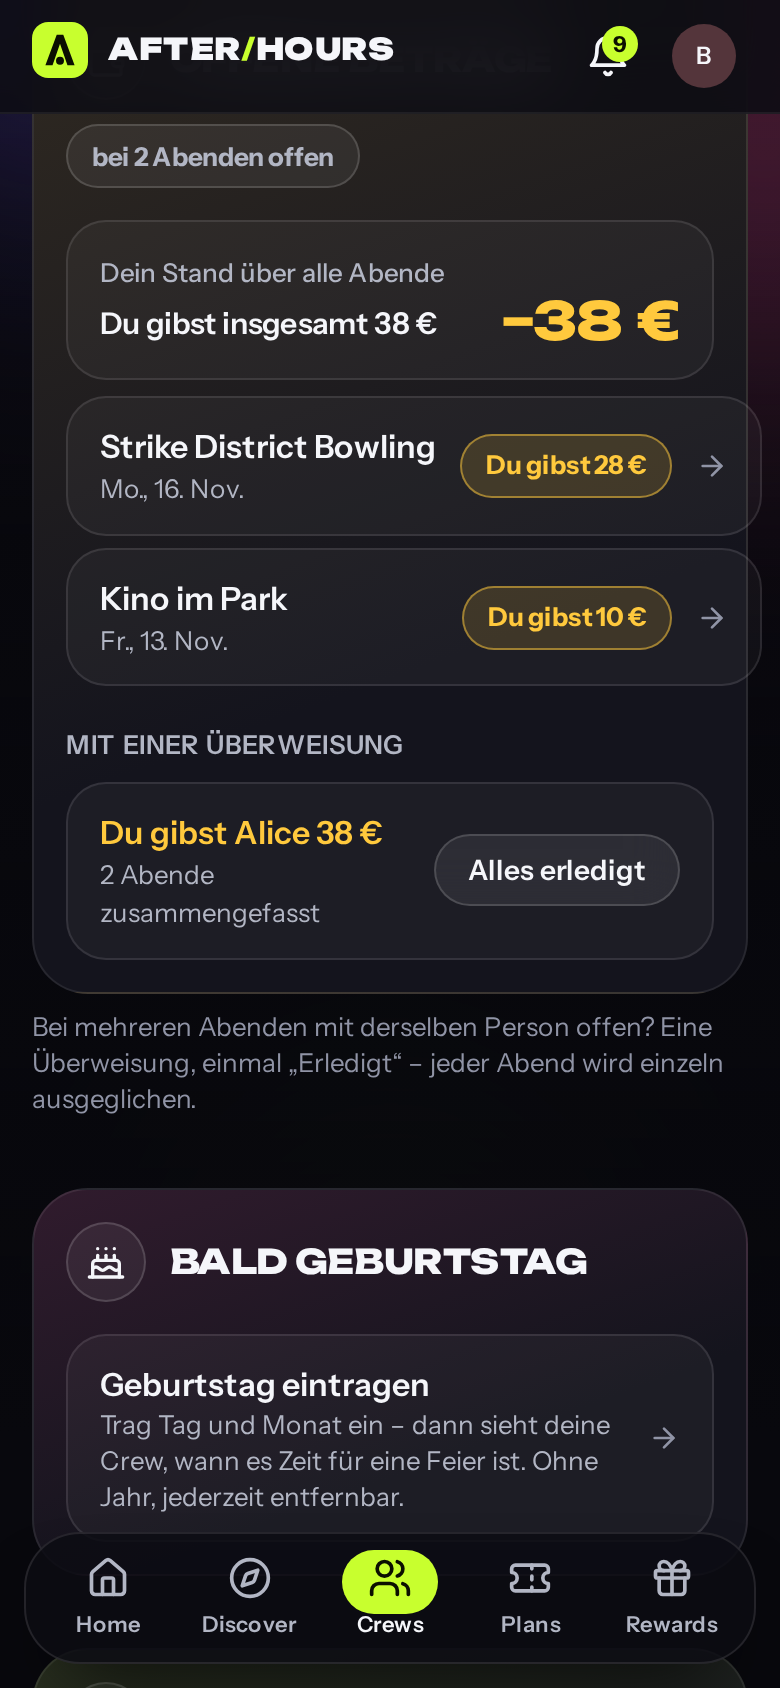 AFTER/HOURS
9
B
bei 2 Abenden offen
Dein Stand über alle Abende
Du gibst insgesamt 38 €
−38 €
Strike District Bowling
Mo., 16. Nov.
Du gibst 28 €
Kino im Park
Fr., 13. Nov.
Du gibst 10 €
MIT EINER ÜBERWEISUNG
Du gibst Alice 38 €
2 Abende
zusammengefasst
Alles erledigt
Bei mehreren Abenden mit derselben Person offen? Eine
Überweisung, einmal „Erledigt“ – jeder Abend wird einzeln
ausgeglichen.
BALD GEBURTSTAG
Geburtstag eintragen
Trag Tag und Monat ein – dann sieht deine
Crew, wann es Zeit für eine Feier ist. Ohne
Jahr, jederzeit entfernbar.
Home
Discover
Crews
Plans
Rewards